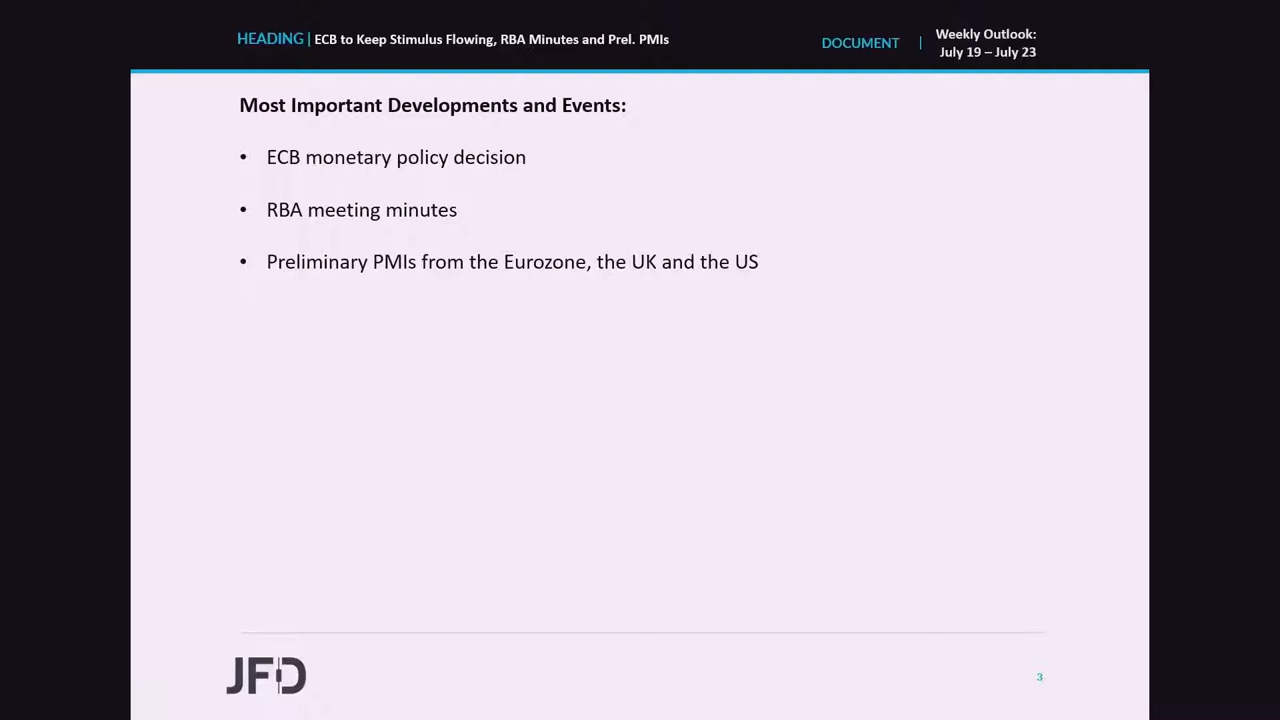 HEADING | ECB to Keep Stimulus Flowing, RBA Minutes and Prel. PMIs
DOCUMENT | Weekly Outlook:
July 19 – July 23
Most Important Developments and Events:
• ECB monetary policy decision
• RBA meeting minutes
• Preliminary PMIs from the Eurozone, the UK and the US
JFD
3